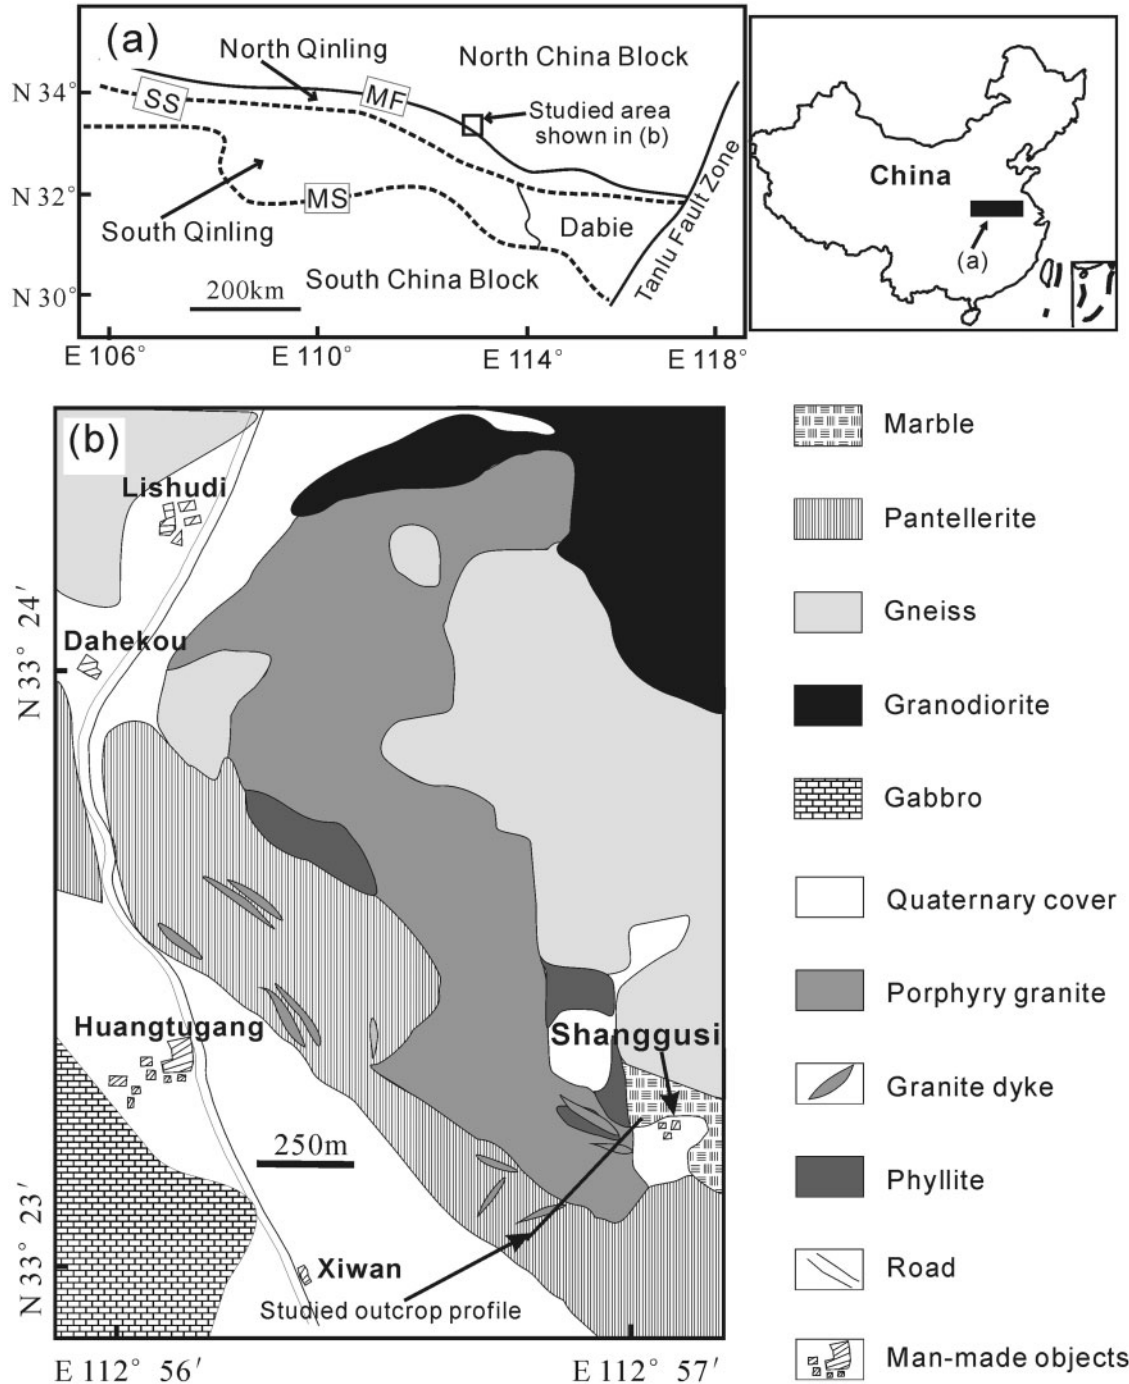 (a)
North Qinling
North China Block
N 34°
SS
MF
Studied area
shown in (b)
N 32°
MS
South Qinling
Dabie
Tanlu Fault Zone
South China Block
N 30°
200km
E 106°
E 110°
E 114°
E 118°
China
(a)
(b)
Lishudi
Dahekou
N 33° 24′
Huangtugang
Shanggusi
250m
N 33° 23′
Xiwan
Studied outcrop profile
E 112° 56′
E 112° 57′
Marble
Pantellerite
Gneiss
Granodiorite
Gabbro
Quaternary cover
Porphyry granite
Granite dyke
Phyllite
Road
Man-made objects